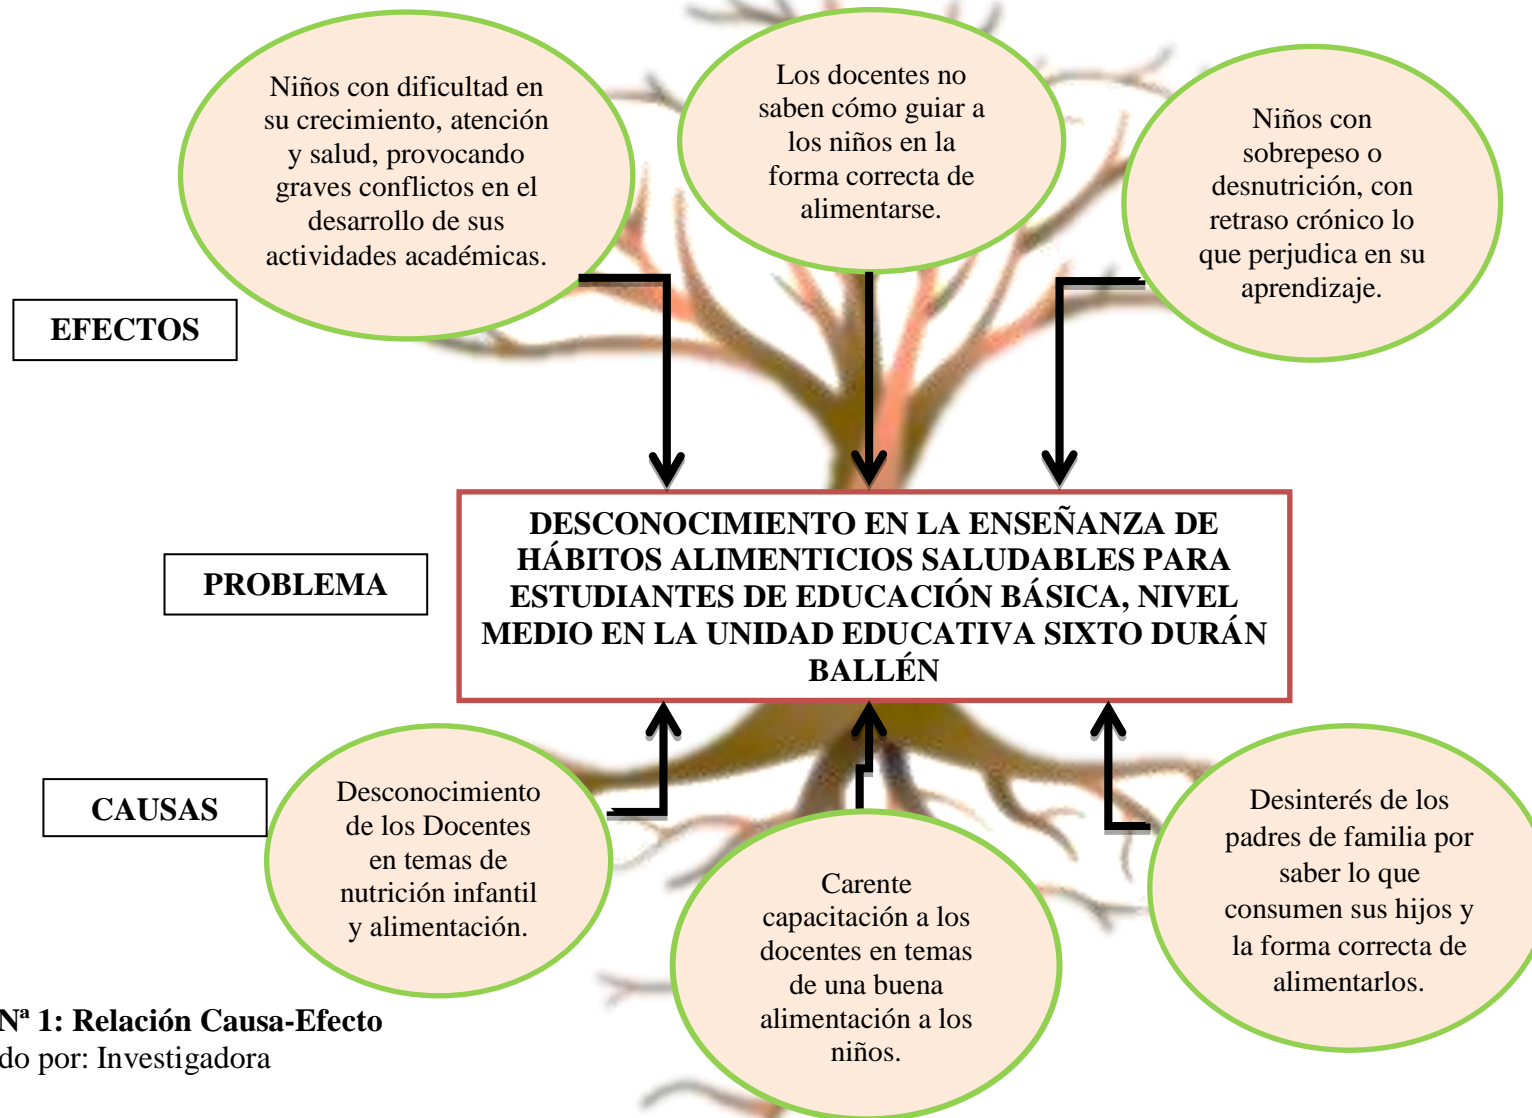 Niños con dificultad en
su crecimiento, atención
y salud, provocando
graves conflictos en el
desarrollo de sus
actividades académicas.
Los docentes no
saben cómo guiar a
los niños en la
forma correcta de
alimentarse.
Niños con
sobrepeso o
desnutrición, con
retraso crónico lo
que perjudica en su
aprendizaje.
EFECTOS
PROBLEMA
DESCONOCIMIENTO EN LA ENSEÑANZA DE
HÁBITOS ALIMENTICIOS SALUDABLES PARA
ESTUDIANTES DE EDUCACIÓN BÁSICA, NIVEL
MEDIO EN LA UNIDAD EDUCATIVA SIXTO DURÁN
BALLÉN
CAUSAS
Desconocimiento
de los Docentes
en temas de
nutrición infantil
y alimentación.
Carente
capacitación a los
docentes en temas
de una buena
alimentación a los
niños.
Desinterés de los
padres de familia por
saber lo que
consumen sus hijos y
la forma correcta de
alimentarlos.
Nª 1: Relación Causa-Efecto
do por: Investigadora